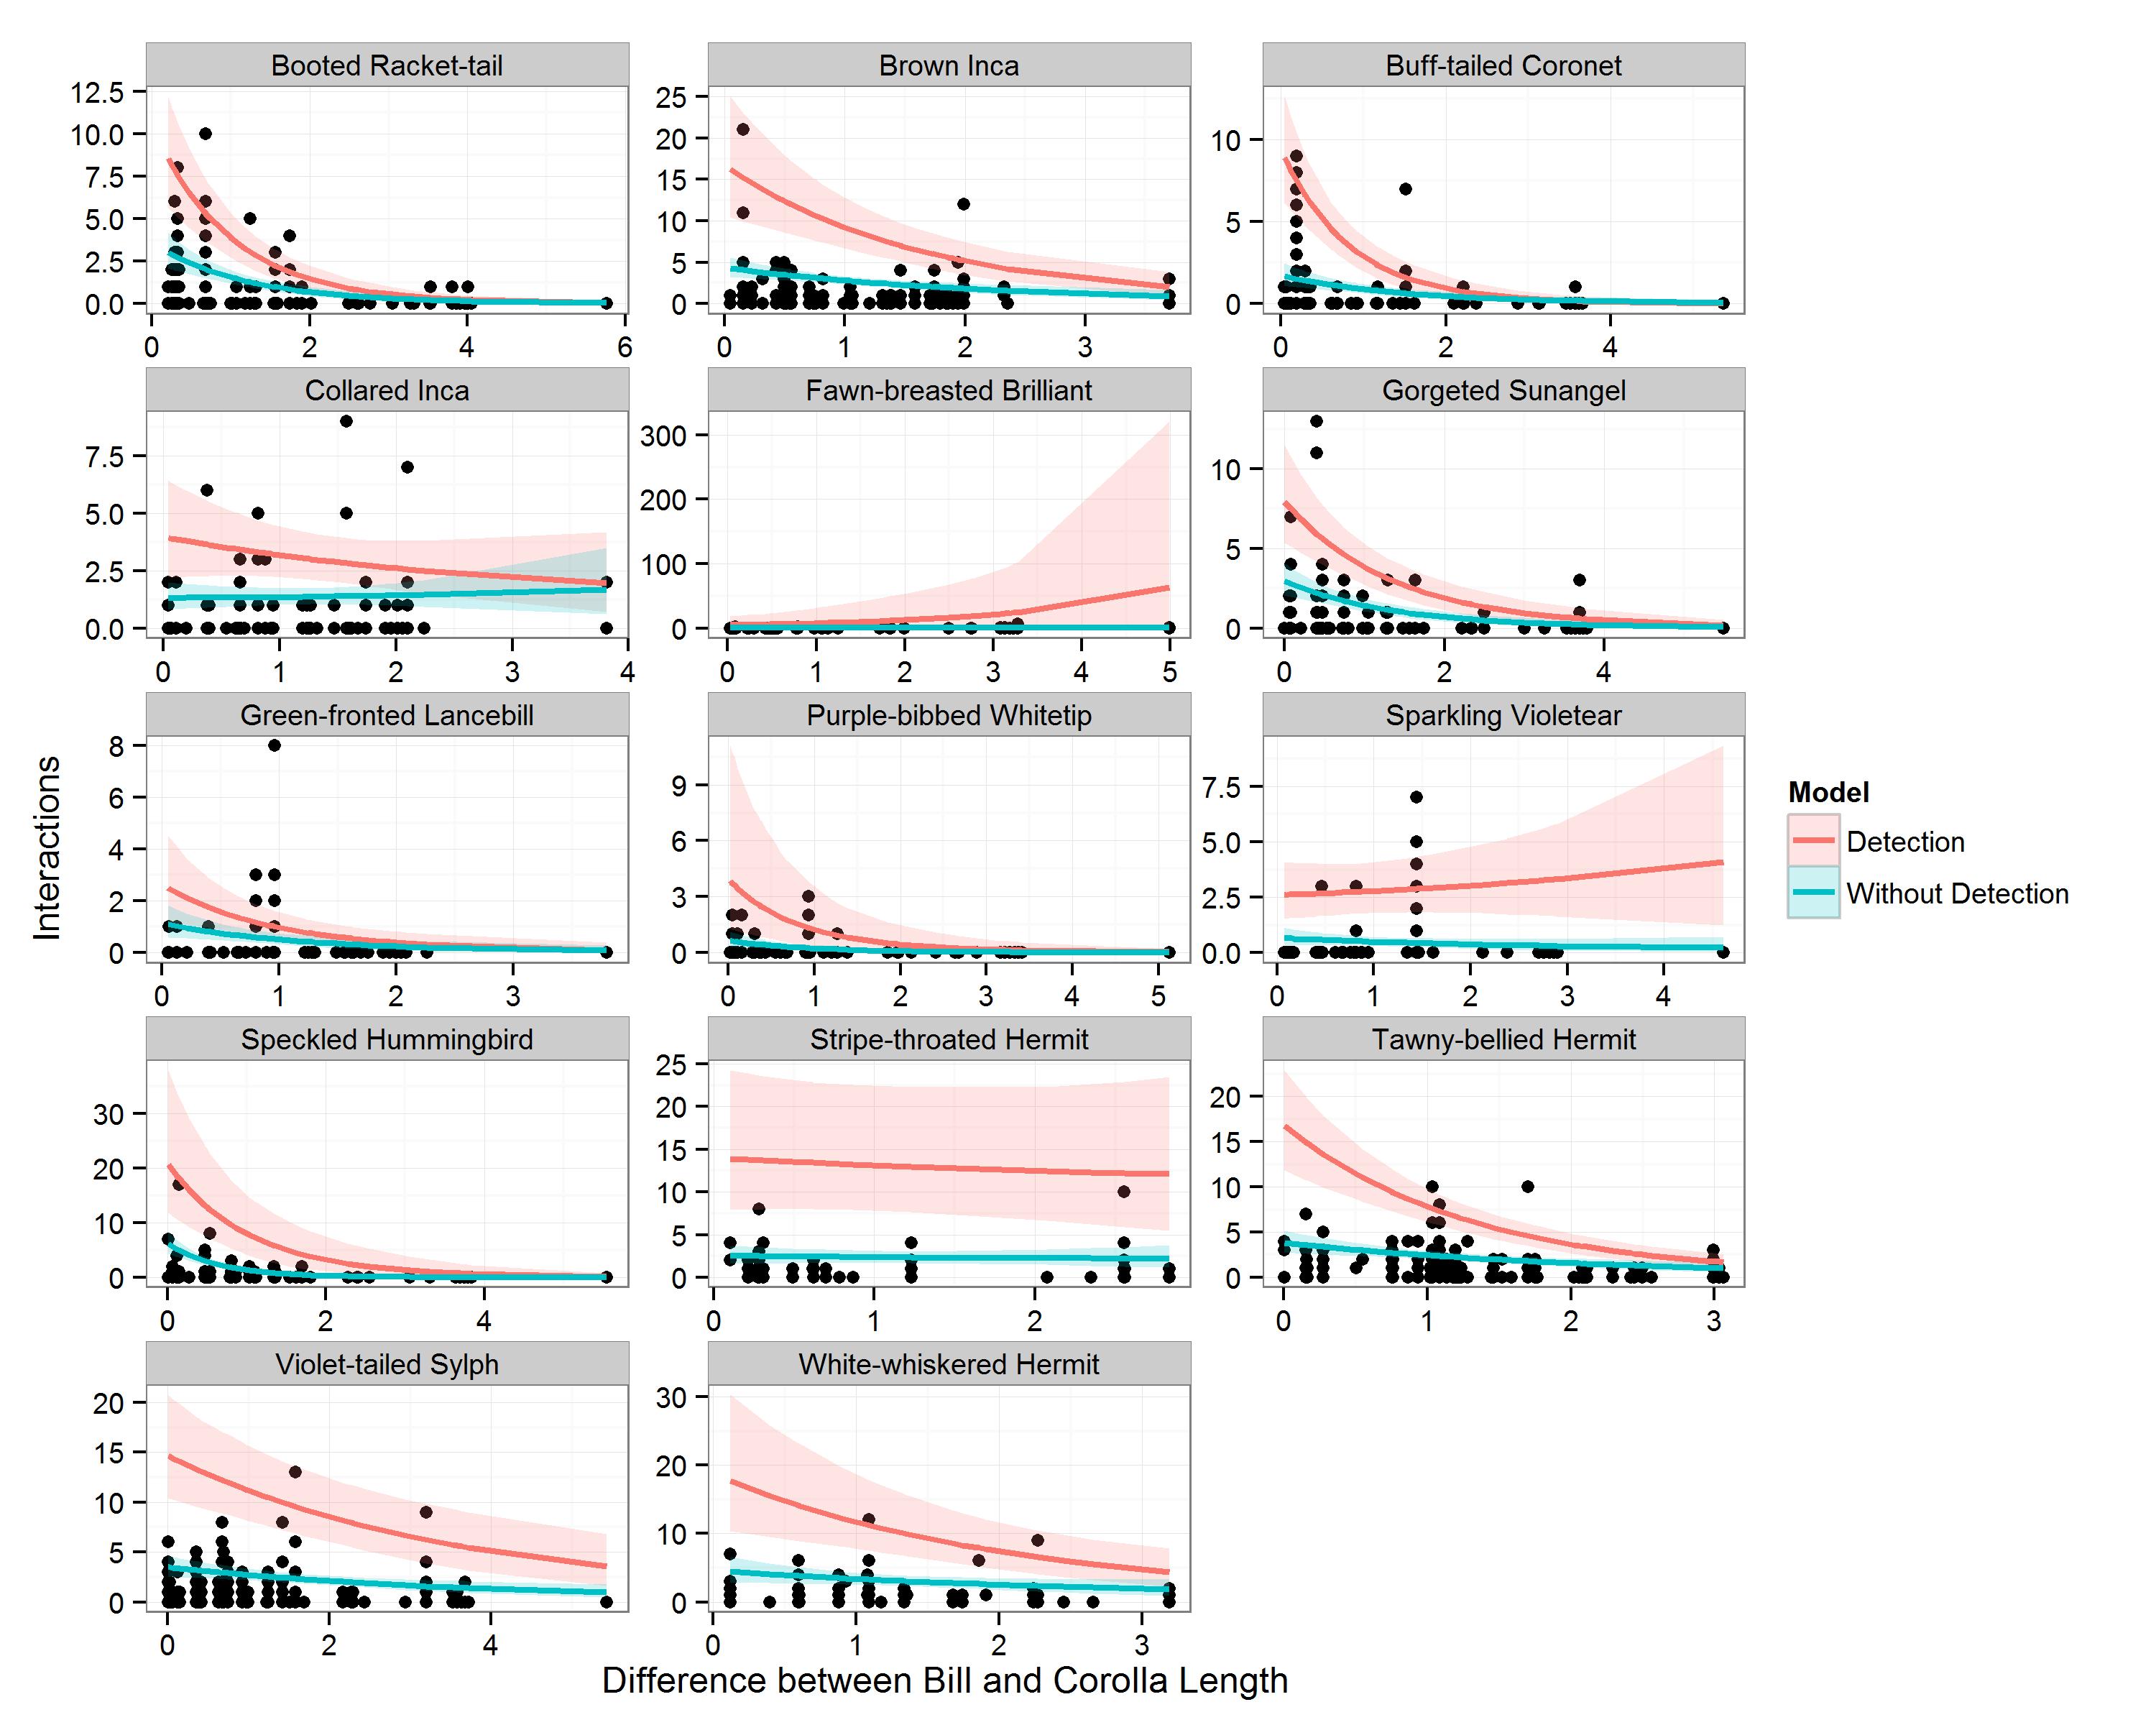 Booted Racket-tail
Brown Inca
Buff-tailed Coronet
12.5
10.0
7.5
5.0
2.5
0.0
0 2 4 6
25
20
15
10
5
0
0 1 2 3
10
5
0
0 2 4
Collared Inca
Fawn-breasted Brilliant
Gorgeted Sunangel
7.5
5.0
2.5
0.0
0 1 2 3 4
300
200
100
0
0 1 2 3 4 5
10
5
0
0 2 4
Green-fronted Lancebill
Purple-bibbed Whitetip
Sparkling Violetear
8
6
4
2
0
0 1 2 3
9
6
3
0
0 1 2 3 4 5
7.5
5.0
2.5
0.0
0 1 2 3 4
Speckled Hummingbird
Stripe-throated Hermit
Tawny-bellied Hermit
30
20
10
0
0 2 4
25
20
15
10
5
0
0 1 2
20
15
10
5
0
0 1 2 3
Violet-tailed Sylph
White-whiskered Hermit
20
15
10
5
0
0 2 4
30
20
10
0
0 1 2 3
Interactions
Difference between Bill and Corolla Length
Model
Detection
Without Detection